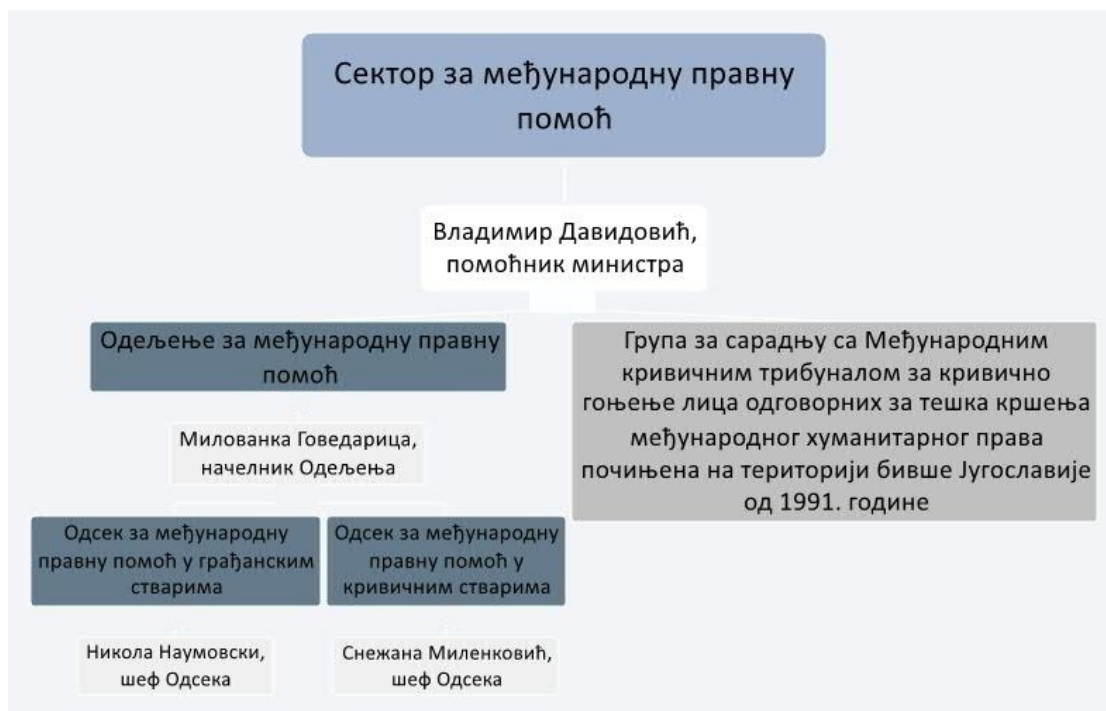 Сектор за међународну правну
помоћ
Владимир Давидовић,
помоћник министра
Одељење за међународну правну
помоћ
Милованка Говедарица,
начелник Одељења
Одсек за међународну
правну помоћ у грађанским
стварима
Никола Наумовски,
шеф Одсека
Одсек за међународну
правну помоћ у
кривичним стварима
Снежана Миленковић,
шеф Одсека
Група за сарадњу са Међународним
кривичним трибуналом за кривично
гоњење лица одговорних за тешка кршења
међународног хуманитарног права
почињена на територији бивше Југославије
од 1991. године